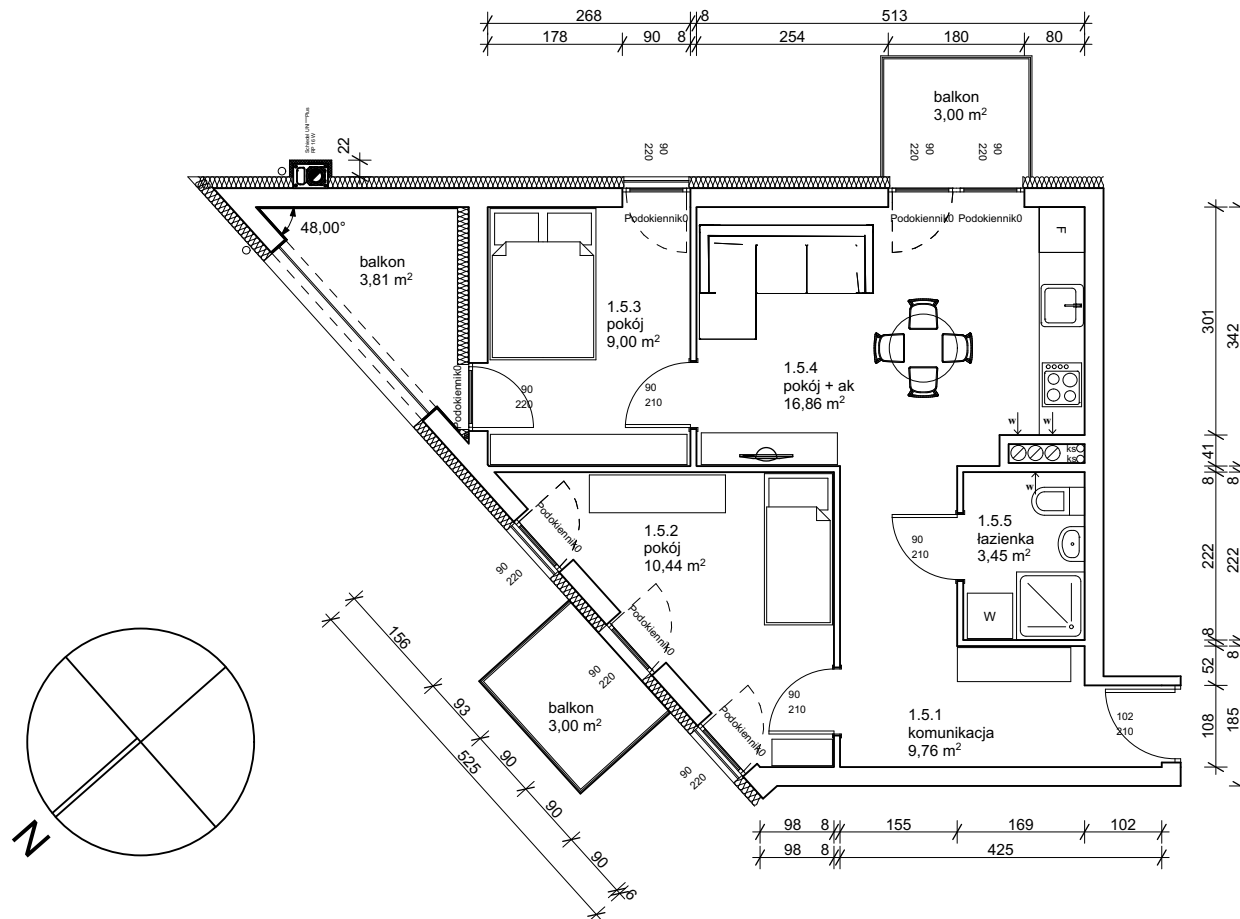 268
8
513
178
90
8
254
180
80
balkon
3,00 m²
90
220
90
220
90
220
Schiedel UNI***Plus
22
48,00°
balkon
3,81 m²
Podokiennik0
Podokiennik0
Podokiennik0
F
1.5.3
pokój
9,00 m²
1.5.4
pokój + ak
16,86 m²
Podokiennik0
90
220
90
210
w
w
ks
ks
w
301
342
41
8
8
222
222
8
8
52
108
185
1.5.2
pokój
10,44 m²
1.5.5
łazienka
3,45 m²
90
210
W
Podokiennik0
Podokiennik0
Podokiennik0
90
220
90
220
90
220
balkon
3,00 m²
90
210
1.5.1
komunikacja
9,76 m²
102
210
156
93
90
90
90
6
525
N
98
8
155
169
102
98
8
425